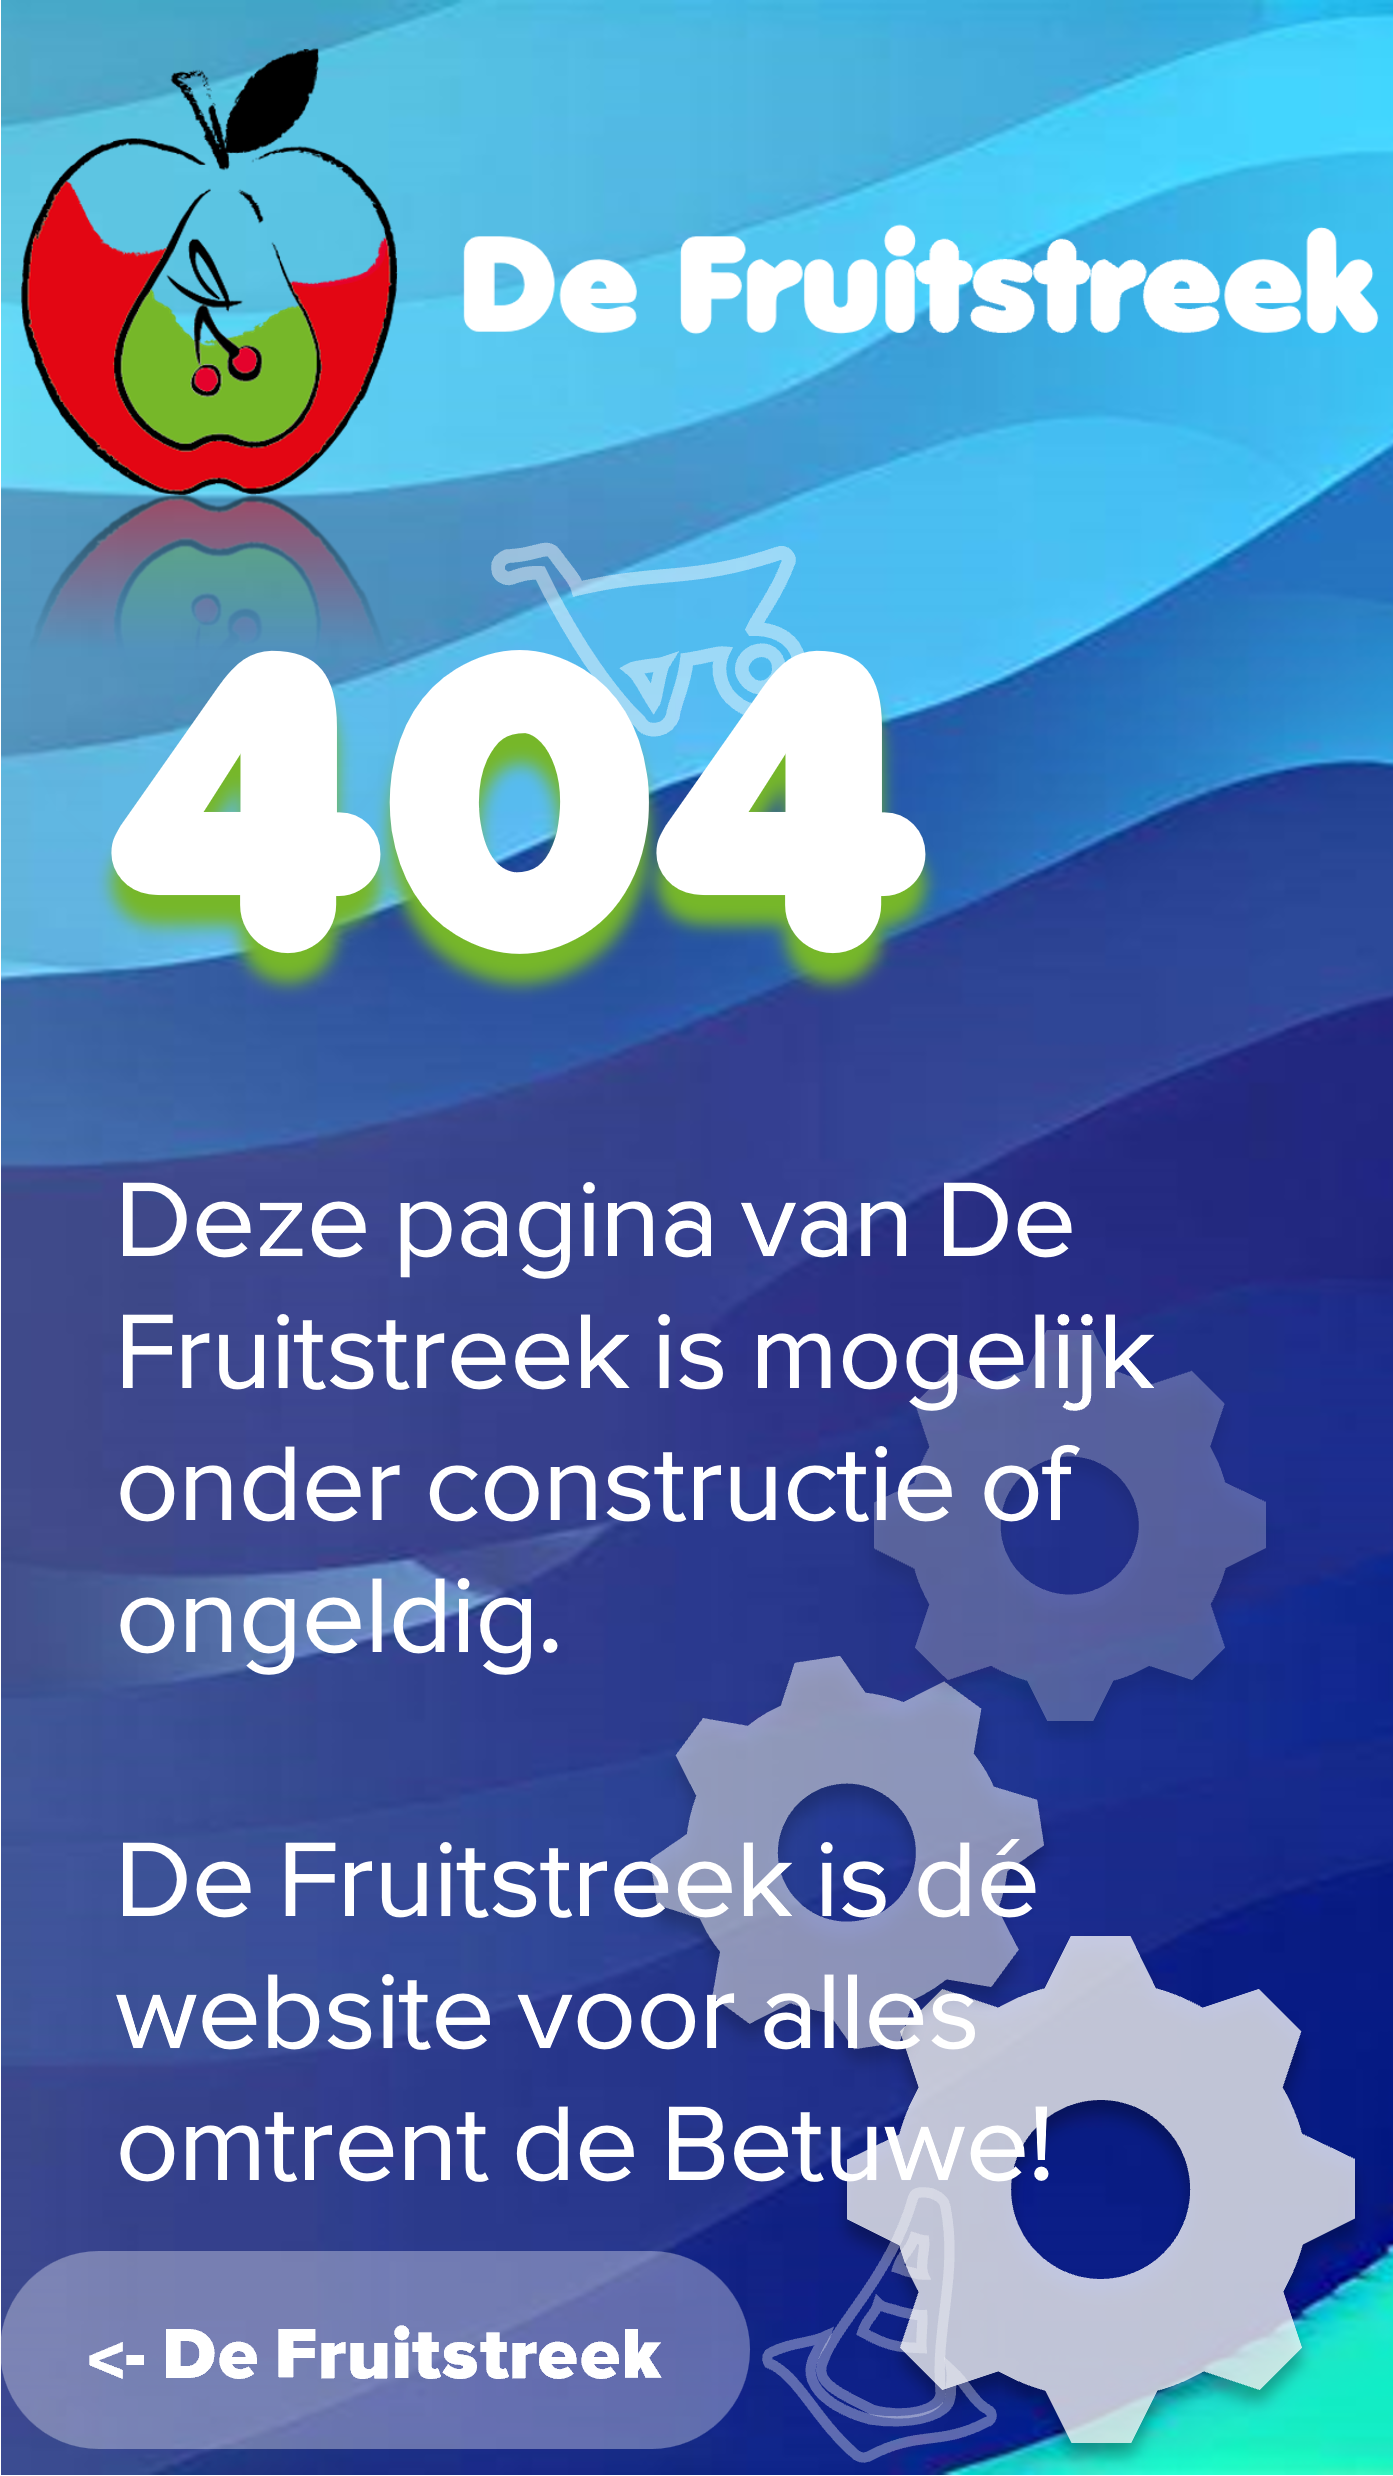 De Fruitstreek
404
Deze pagina van De
Fruitstreek is mogelijk
onder constructie of
ongeldig.
De Fruitstreek is dé
website voor alles
omtrent de Betuwe!
<- De Fruitstreek